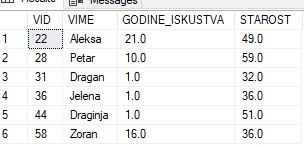 Results Messages
VID VIME GODINE_ISKUSTVA STAROST
1 22 Aleksa 21.0 49.0
2 28 Petar 10.0 59.0
3 31 Dragan 1.0 32.0
4 36 Jelena 1.0 36.0
5 44 Draginja 1.0 51.0
6 58 Zoran 16.0 36.0